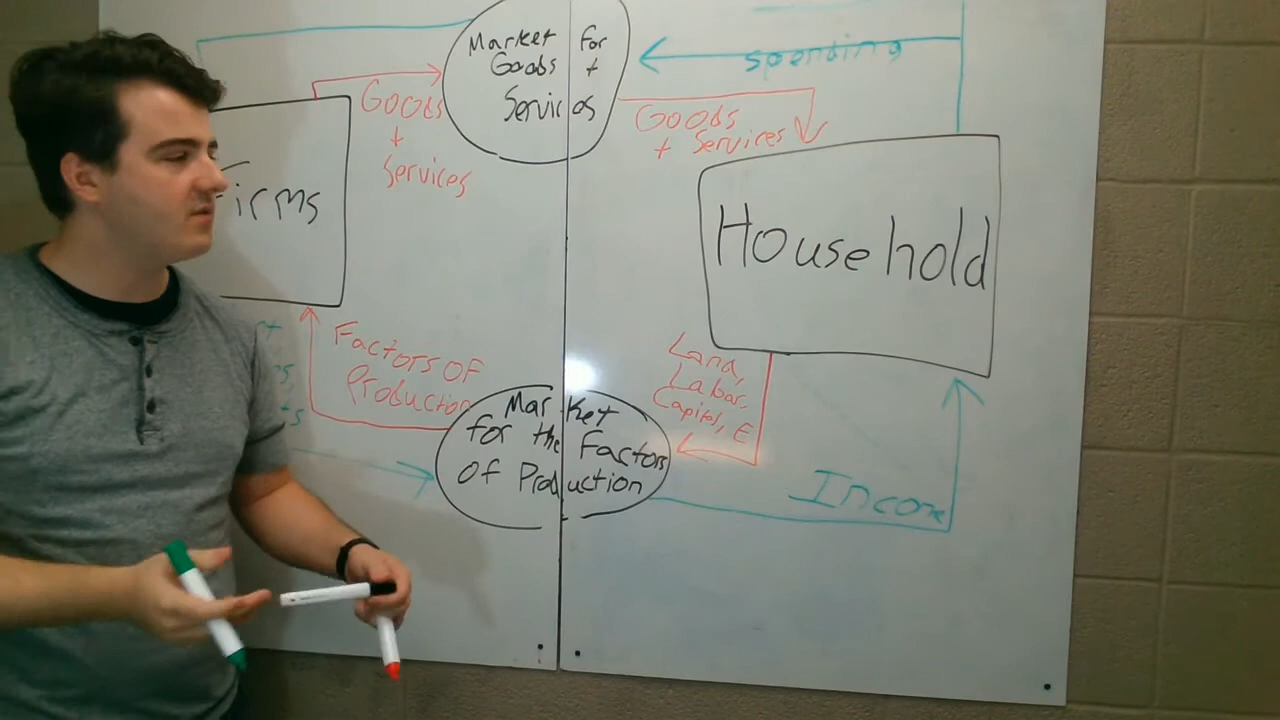 Market for
Goods +
Services
spending
Goods
+
Services
Goods
+ Services
Firms
Household
Factors OF
Production
Land,
Labor,
Capital, E
Market
for the Factors
OF Production
Income